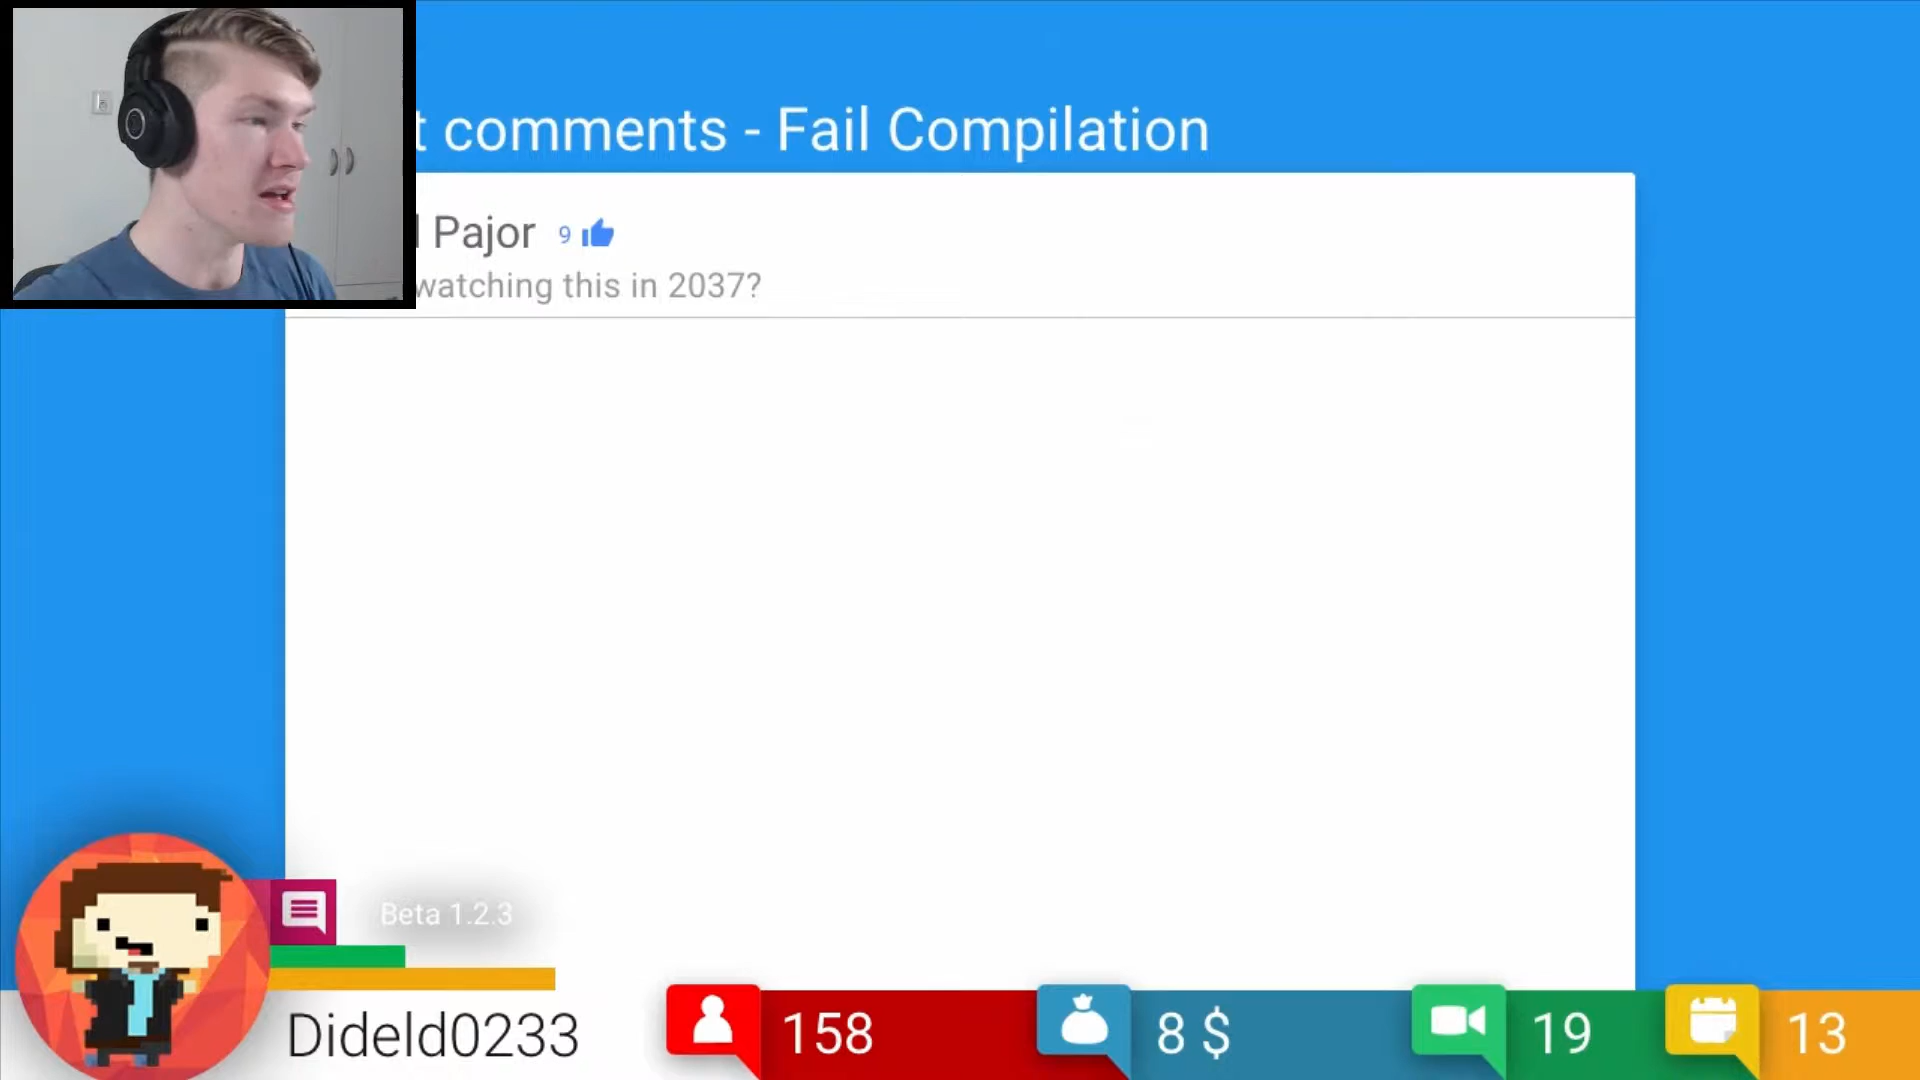 t comments - Fail Compilation
Pajor 9
watching this in 2037?
Beta 1.2.3
Dideld0233
158
8 $
19
13